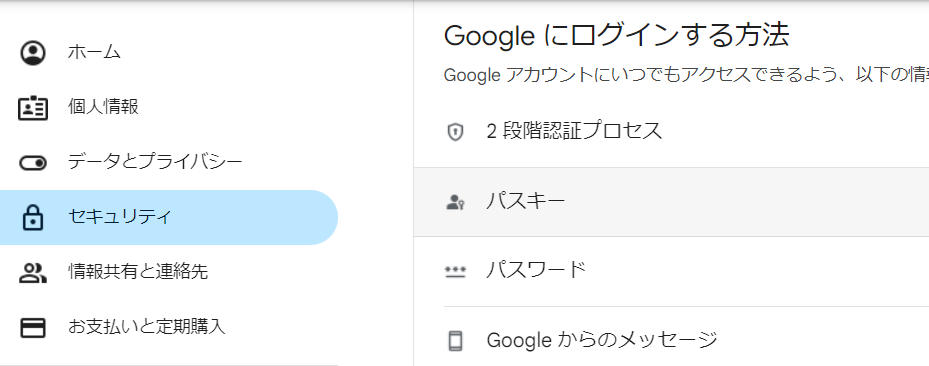 ホーム
個人情報
データとプライバシー
セキュリティ
情報共有と連絡先
お支払いと定期購入
Google にログインする方法
Google アカウントにいつでもアクセスできるよう、以下の情
2 段階認証プロセス
パスキー
パスワード
Google からのメッセージ